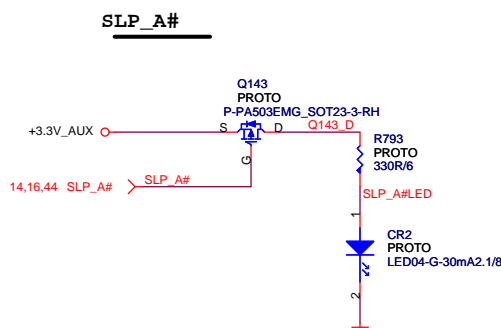 SLP_A#
Q143
PROTO
P-PA503EMG_SOT23-3-RH
+3.3V_AUX
S
D
Q143_D
G
R793
PROTO
330R/6
14,16,44 SLP_A#
SLP_A#
SLP_A#LED
1
CR2
PROTO
LED04-G-30mA2.1/8
2